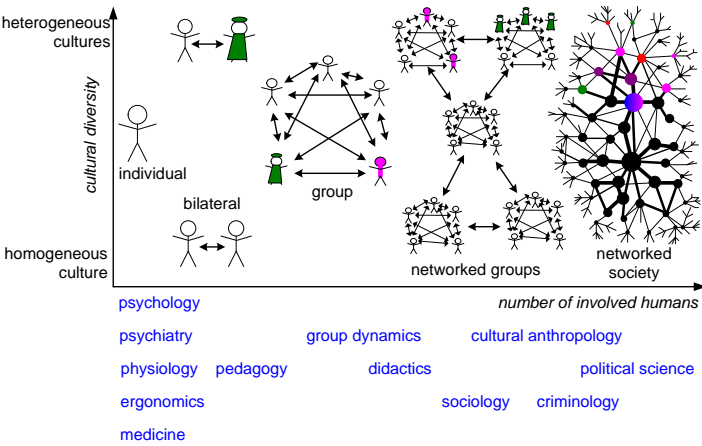 heterogeneous
cultures
cultural diversity
individual
bilateral
group
homogeneous
culture
networked groups
networked
society
number of involved humans
psychology
psychiatry group dynamics cultural anthropology
physiology pedagogy didactics political science
ergonomics sociology criminology
medicine